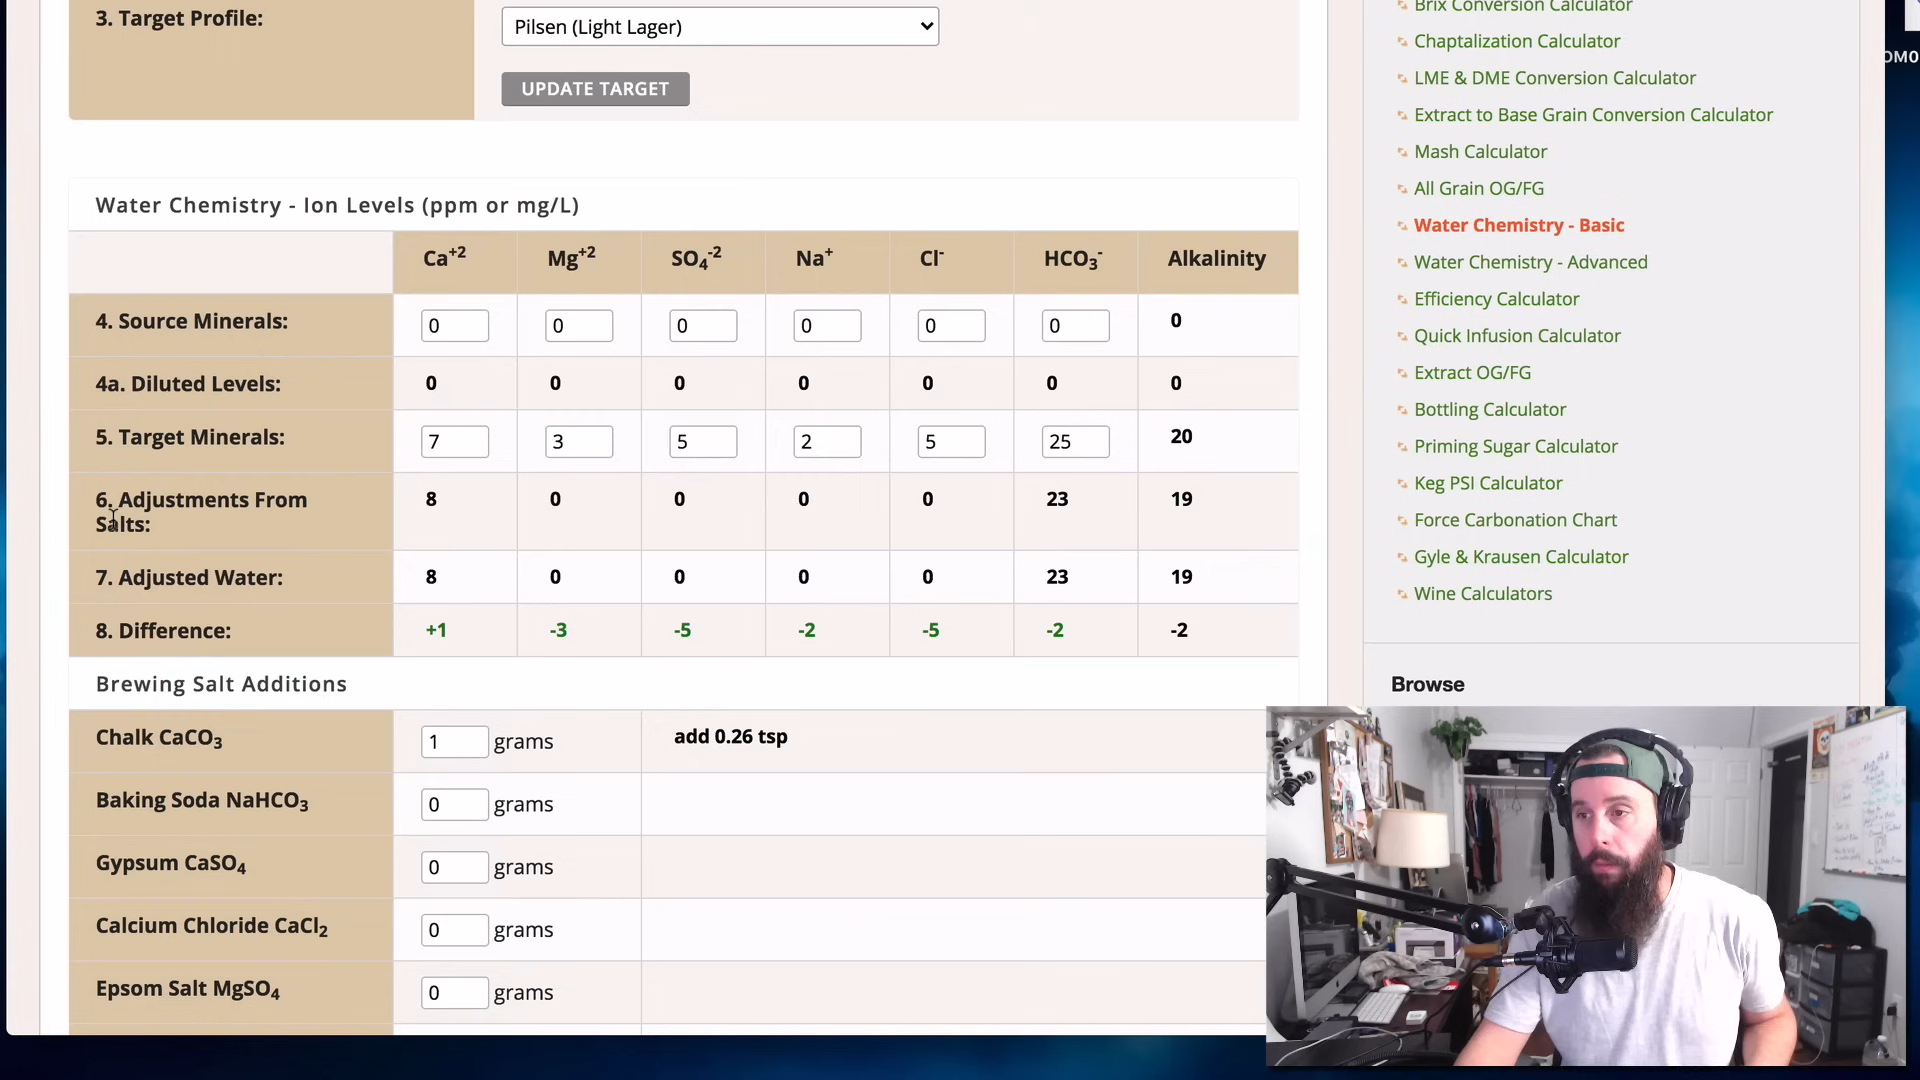 3. Target Profile:
Pilsen (Light Lager)
UPDATE TARGET
Water Chemistry - Ion Levels (ppm or mg/L)
Ca+2 Mg+2 SO4-2 Na+ Cl- HCO3- Alkalinity
4. Source Minerals: 0 0 0 0 0 0 0
4a. Diluted Levels: 0 0 0 0 0 0 0
5. Target Minerals: 7 3 5 2 5 25 20
6. Adjustments From
Salts: 8 0 0 0 0 23 19
7. Adjusted Water: 8 0 0 0 0 23 19
8. Difference: +1 -3 -5 -2 -5 -2 -2
Brewing Salt Additions
Chalk CaCO3 1 grams add 0.26 tsp
Baking Soda NaHCO3 0 grams
Gypsum CaSO4 0 grams
Calcium Chloride CaCl2 0 grams
Epsom Salt MgSO4 0 grams
Brix Conversion Calculator
Chaptalization Calculator
LME & DME Conversion Calculator
Extract to Base Grain Conversion Calculator
Mash Calculator
All Grain OG/FG
Water Chemistry - Basic
Water Chemistry - Advanced
Efficiency Calculator
Quick Infusion Calculator
Extract OG/FG
Bottling Calculator
Priming Sugar Calculator
Keg PSI Calculator
Force Carbonation Chart
Gyle & Krausen Calculator
Wine Calculators
Browse